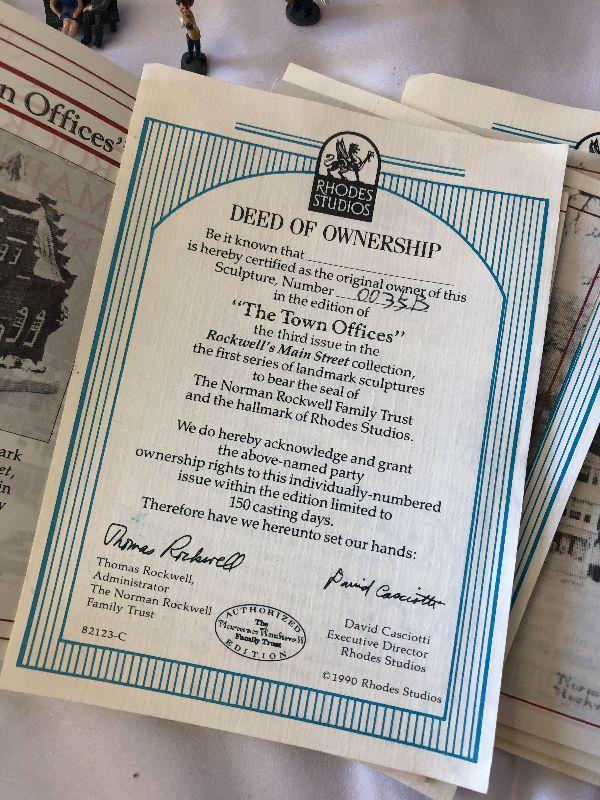 n Offices"
RHODES
STUDIOS
DEED OF OWNERSHIP
Be it known that
is hereby certified as the original owner of this
Sculpture, Number 0035B
in the edition of
"The Town Offices"
the third issue in the
Rockwell's Main Street collection,
the first series of landmark sculptures
to bear the seal of
The Norman Rockwell Family Trust
and the hallmark of Rhodes Studios.
We do hereby acknowledge and grant
the above-named party
ownership rights to this individually-numbered
issue within the edition limited to
150 casting days.
Therefore have we hereunto set our hands:
Thomas Rockwell
Thomas Rockwell,
Administrator
The Norman Rockwell
Family Trust
82123-C
AUTHORIZED
The
Norman Rockwell
Family Trust
EDITION
David Casciotti
David Casciotti
Executive Director
Rhodes Studios
© 1990 Rhodes Studios
ark
et,
in
y